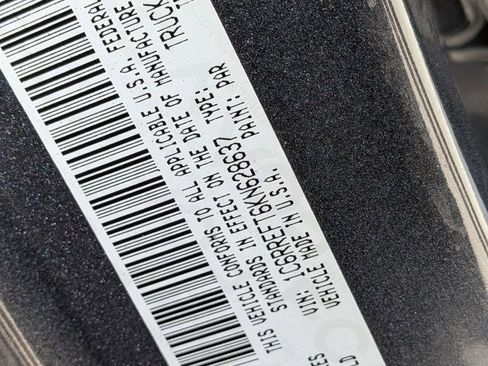 THIS VEHICLE CONFORMS TO ALL APPLICABLE U.S.A. FEDERAL
STANDARDS IN EFFECT ON THE DATE OF MANUFACTURE
VIN: 1C6RREFT6KN628637 TYPE: TRUCK
VEHICLE MADE IN U.S.A. PAINT: PAR